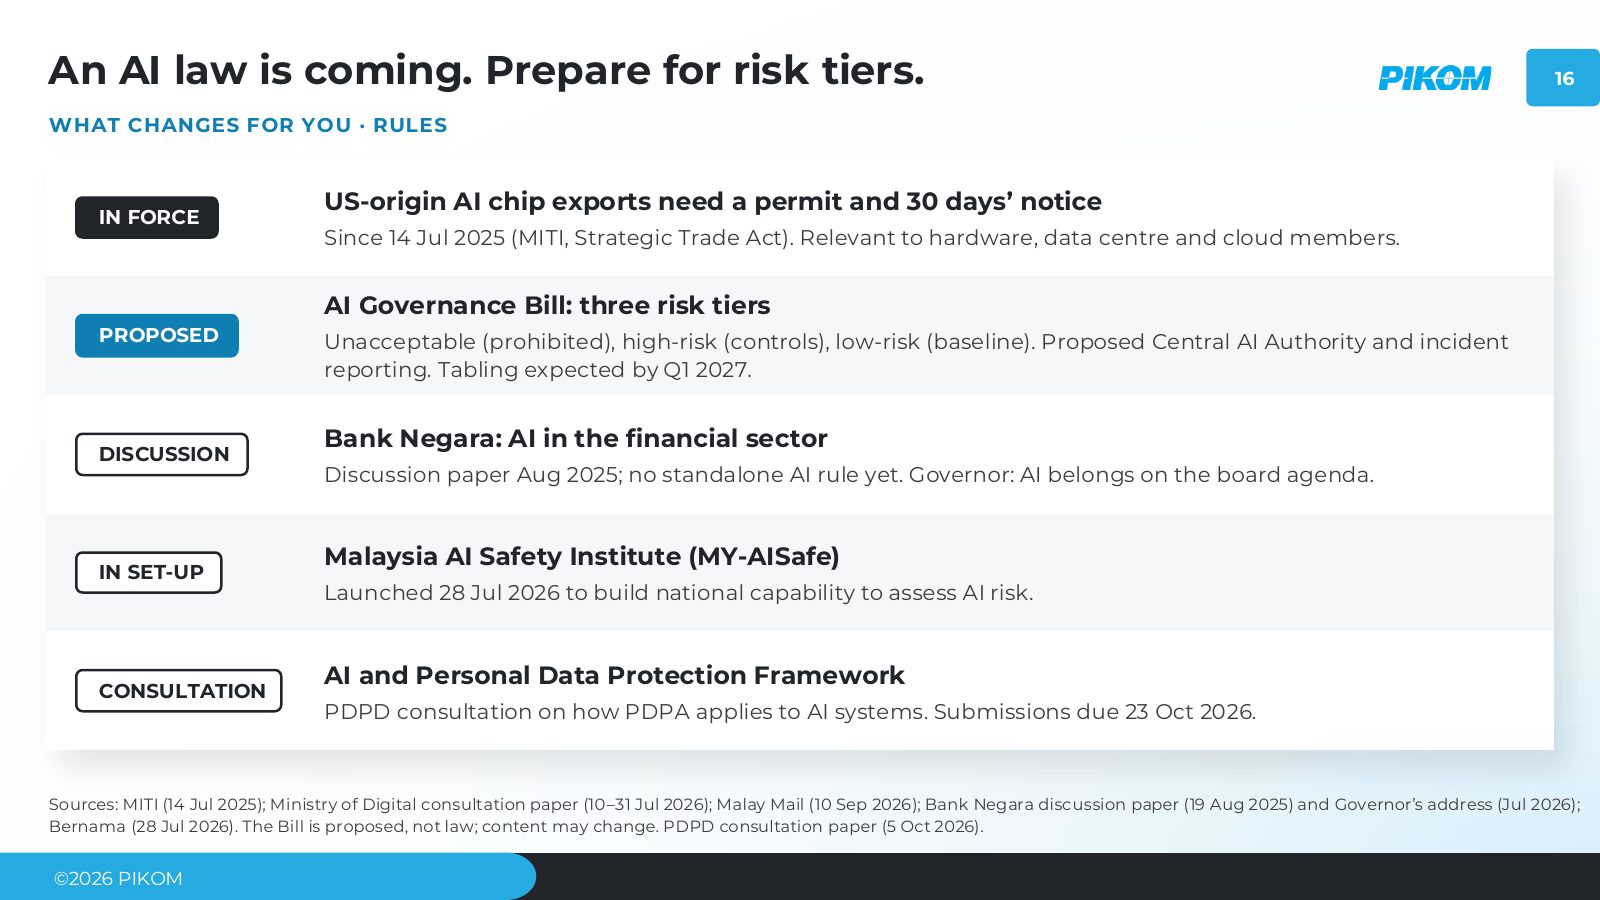 An AI law is coming. Prepare for risk tiers.
PIKOM
16
WHAT CHANGES FOR YOU · RULES
IN FORCE
US-origin AI chip exports need a permit and 30 days’ notice
Since 14 Jul 2025 (MITI, Strategic Trade Act). Relevant to hardware, data centre and cloud members.
PROPOSED
AI Governance Bill: three risk tiers
Unacceptable (prohibited), high-risk (controls), low-risk (baseline). Proposed Central AI Authority and incident
reporting. Tabling expected by Q1 2027.
DISCUSSION
Bank Negara: AI in the financial sector
Discussion paper Aug 2025; no standalone AI rule yet. Governor: AI belongs on the board agenda.
IN SET-UP
Malaysia AI Safety Institute (MY-AISafe)
Launched 28 Jul 2026 to build national capability to assess AI risk.
CONSULTATION
AI and Personal Data Protection Framework
PDPD consultation on how PDPA applies to AI systems. Submissions due 23 Oct 2026.
Sources: MITI (14 Jul 2025); Ministry of Digital consultation paper (10–31 Jul 2026); Malay Mail (10 Sep 2026); Bank Negara discussion paper (19 Aug 2025) and Governor’s address (Jul 2026);
Bernama (28 Jul 2026). The Bill is proposed, not law; content may change. PDPD consultation paper (5 Oct 2026).
©2026 PIKOM